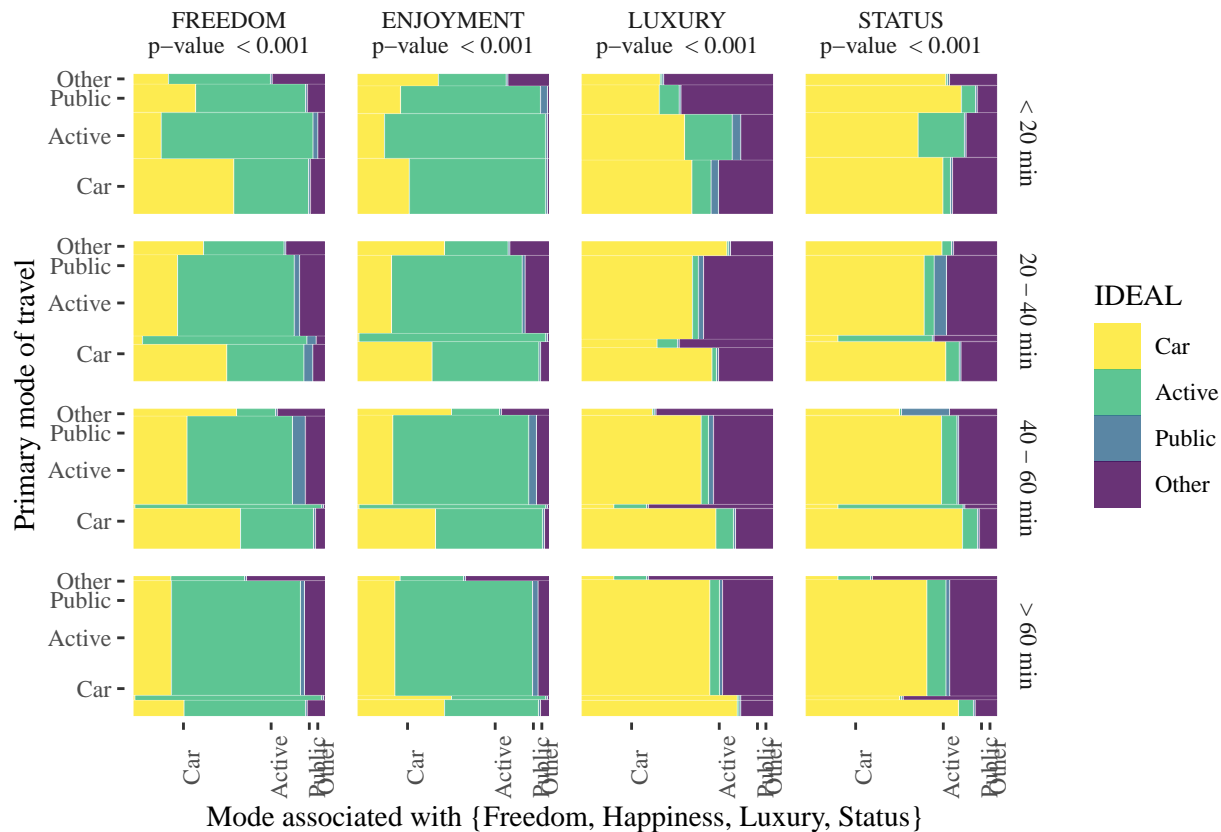 FREEDOM ENJOYMENT LUXURY STATUS
p−value < 0.001 p−value < 0.001 p−value < 0.001 p−value < 0.001
Primary mode of travel
Other
Public
Active
Car
< 20 min
Other
Public
Active
Car
20 − 40 min
Other
Public
Active
Car
40 − 60 min
Other
Public
Active
Car
> 60 min
Car Active Public Other Car Active Public Other Car Active Public Other Car Active Public Other
Mode associated with {Freedom, Happiness, Luxury, Status}
IDEAL
Car
Active
Public
Other